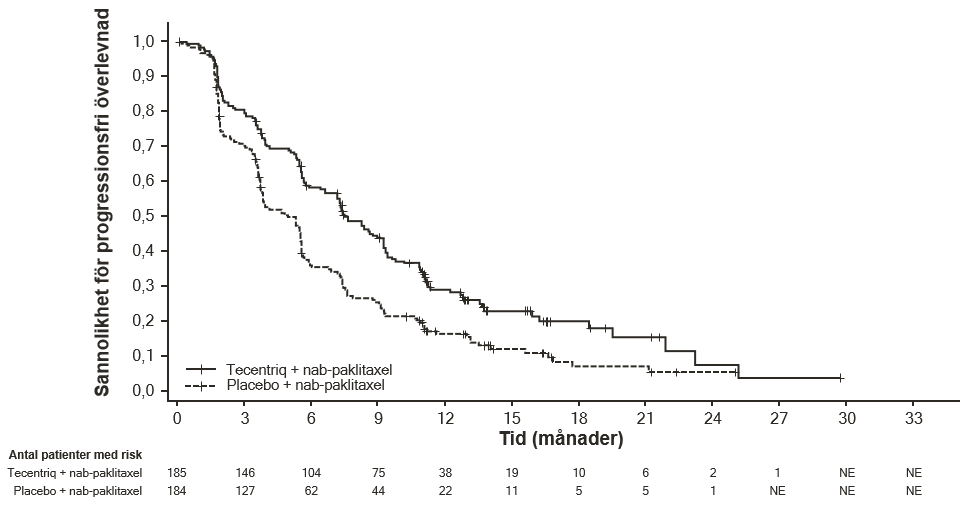 Sannolikhet för progressionsfri överlevnad
1,0
0,9
0,8
0,7
0,6
0,5
0,4
0,3
0,2
0,1
0,0
Tecentriq + nab-paklitaxel
Placebo + nab-paklitaxel
0 3 6 9 12 15 18 21 24 27 30 33
Tid (månader)
Antal patienter med risk
Tecentriq + nab-paklitaxel 185 146 104 75 38 19 10 6 2 1 NE NE
Placebo + nab-paklitaxel 184 127 62 44 22 11 5 5 1 NE NE NE